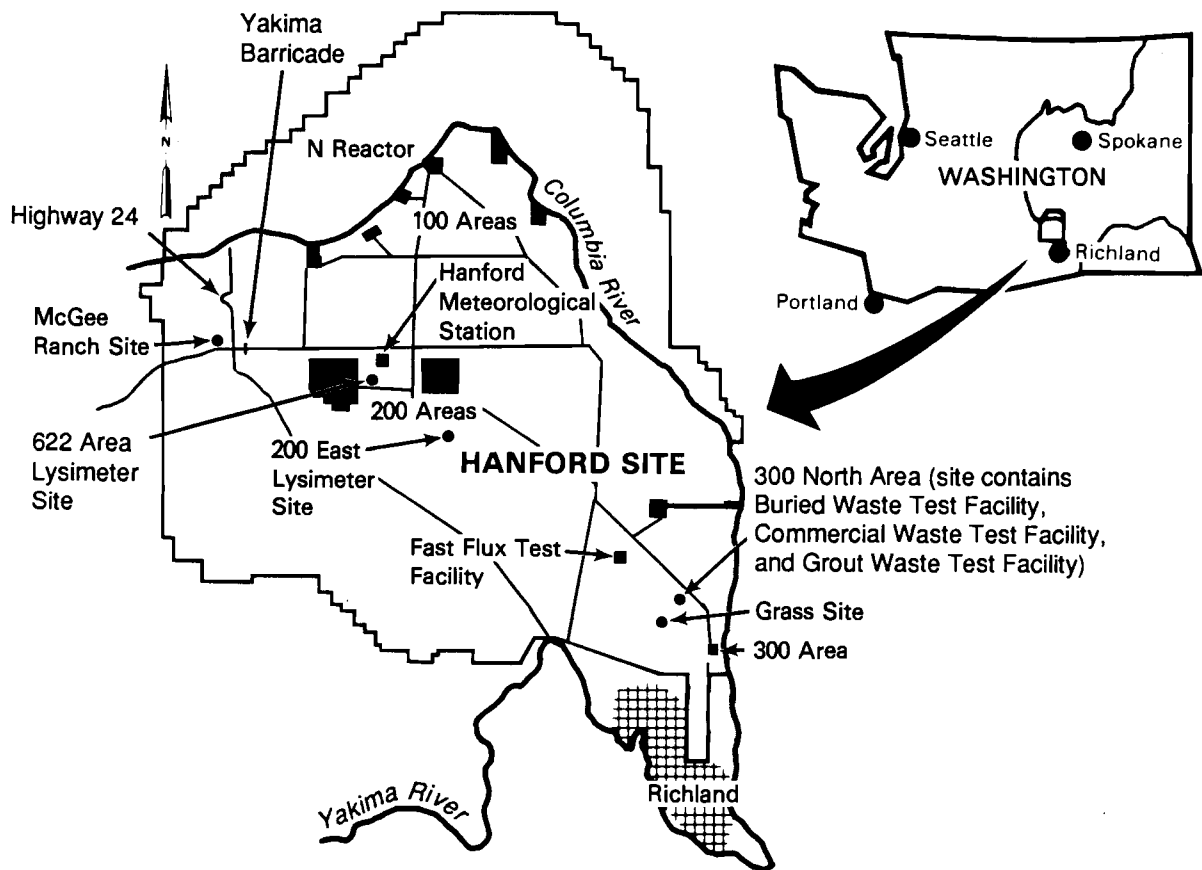 Yakima
Barricade
N
N Reactor
Highway 24
100 Areas
Columbia River
Hanford
Meteorological
Station
McGee
Ranch Site
200 Areas
622 Area
Lysimeter
Site
200 East
Lysimeter
Site
HANFORD SITE
300 North Area (site contains
Buried Waste Test Facility,
Commercial Waste Test Facility,
and Grout Waste Test Facility)
Fast Flux Test
Facility
Grass Site
300 Area
Richland
Yakima River
Seattle
Spokane
WASHINGTON
Richland
Portland